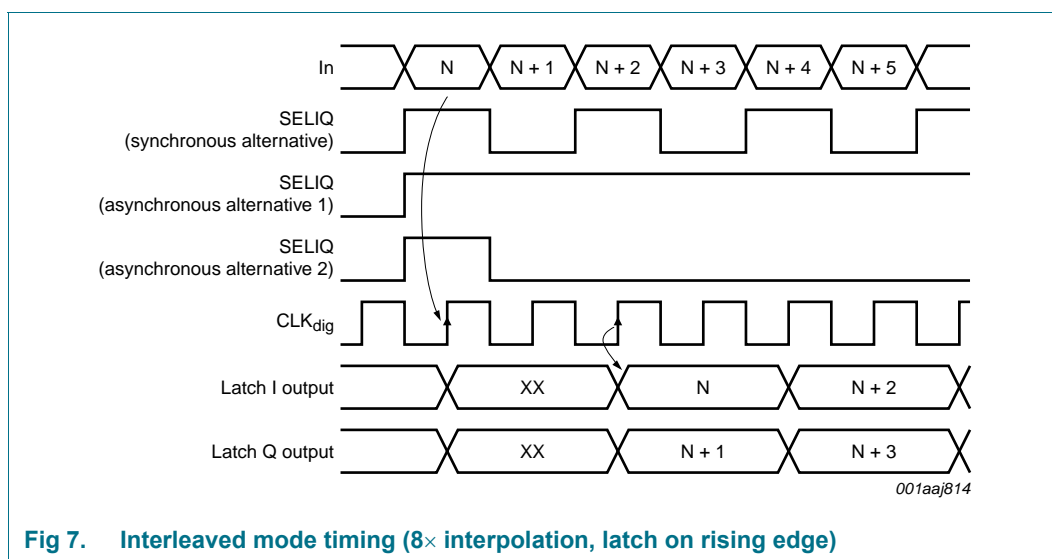 In N N + 1 N + 2 N + 3 N + 4 N + 5
SELIQ
(synchronous alternative)
SELIQ
(asynchronous alternative 1)
SELIQ
(asynchronous alternative 2)
CLKdig
Latch I output XX N N + 2
Latch Q output XX N + 1 N + 3
001aaj814
Fig 7. Interleaved mode timing (8× interpolation, latch on rising edge)